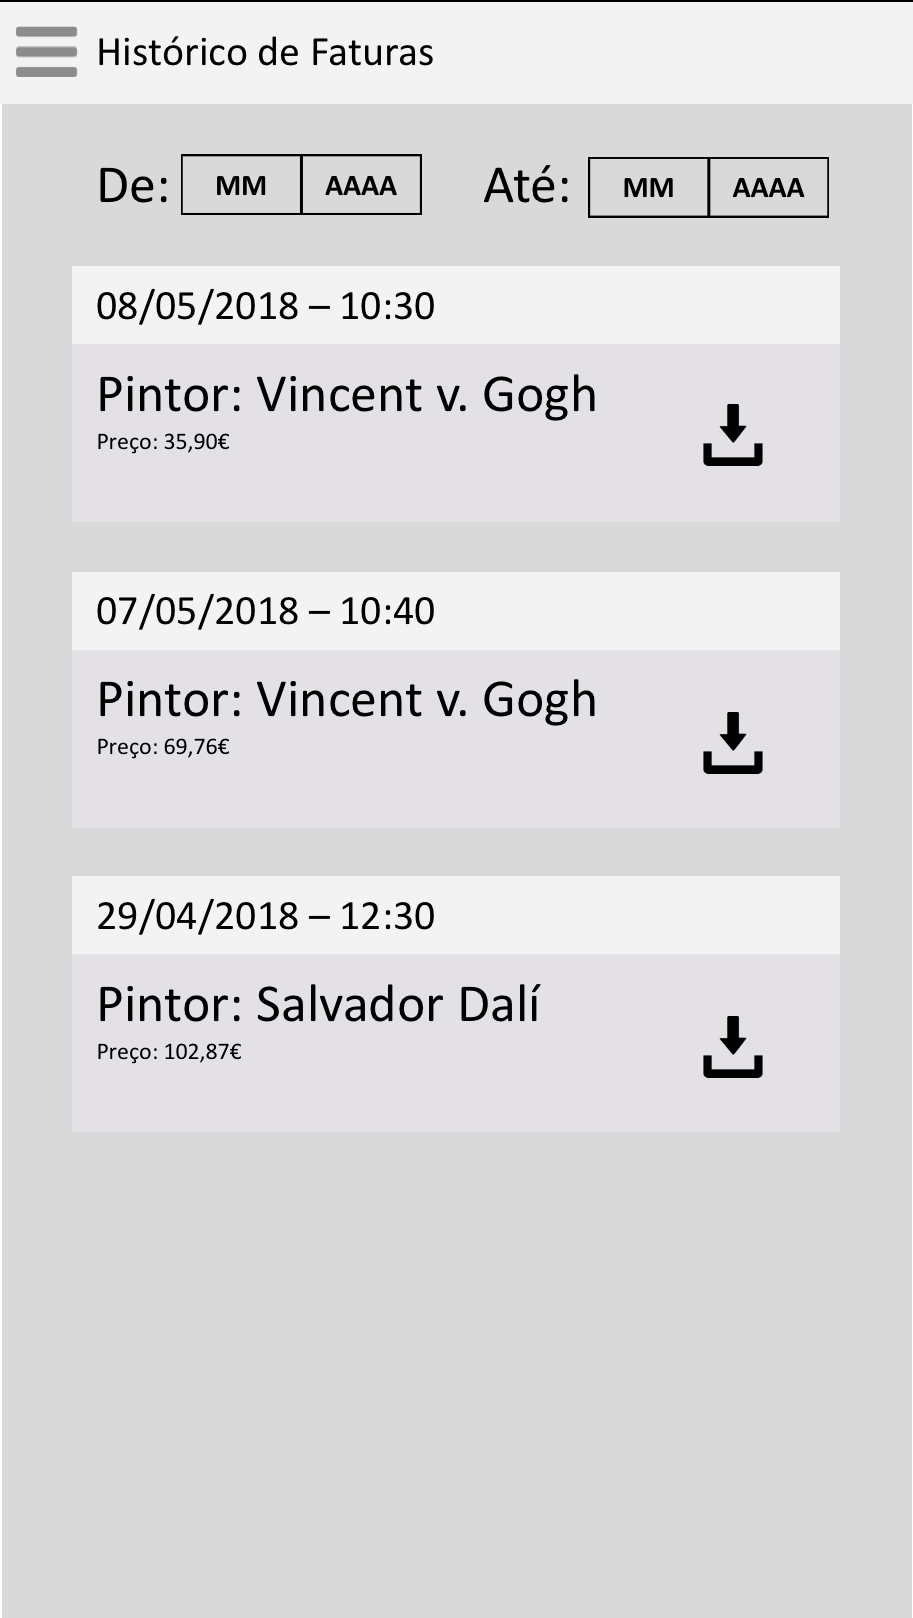 Histórico de Faturas
De: MM AAAA Até: MM AAAA
08/05/2018 – 10:30
Pintor: Vincent v. Gogh
Preço: 35,90€
07/05/2018 – 10:40
Pintor: Vincent v. Gogh
Preço: 69,76€
29/04/2018 – 12:30
Pintor: Salvador Dalí
Preço: 102,87€